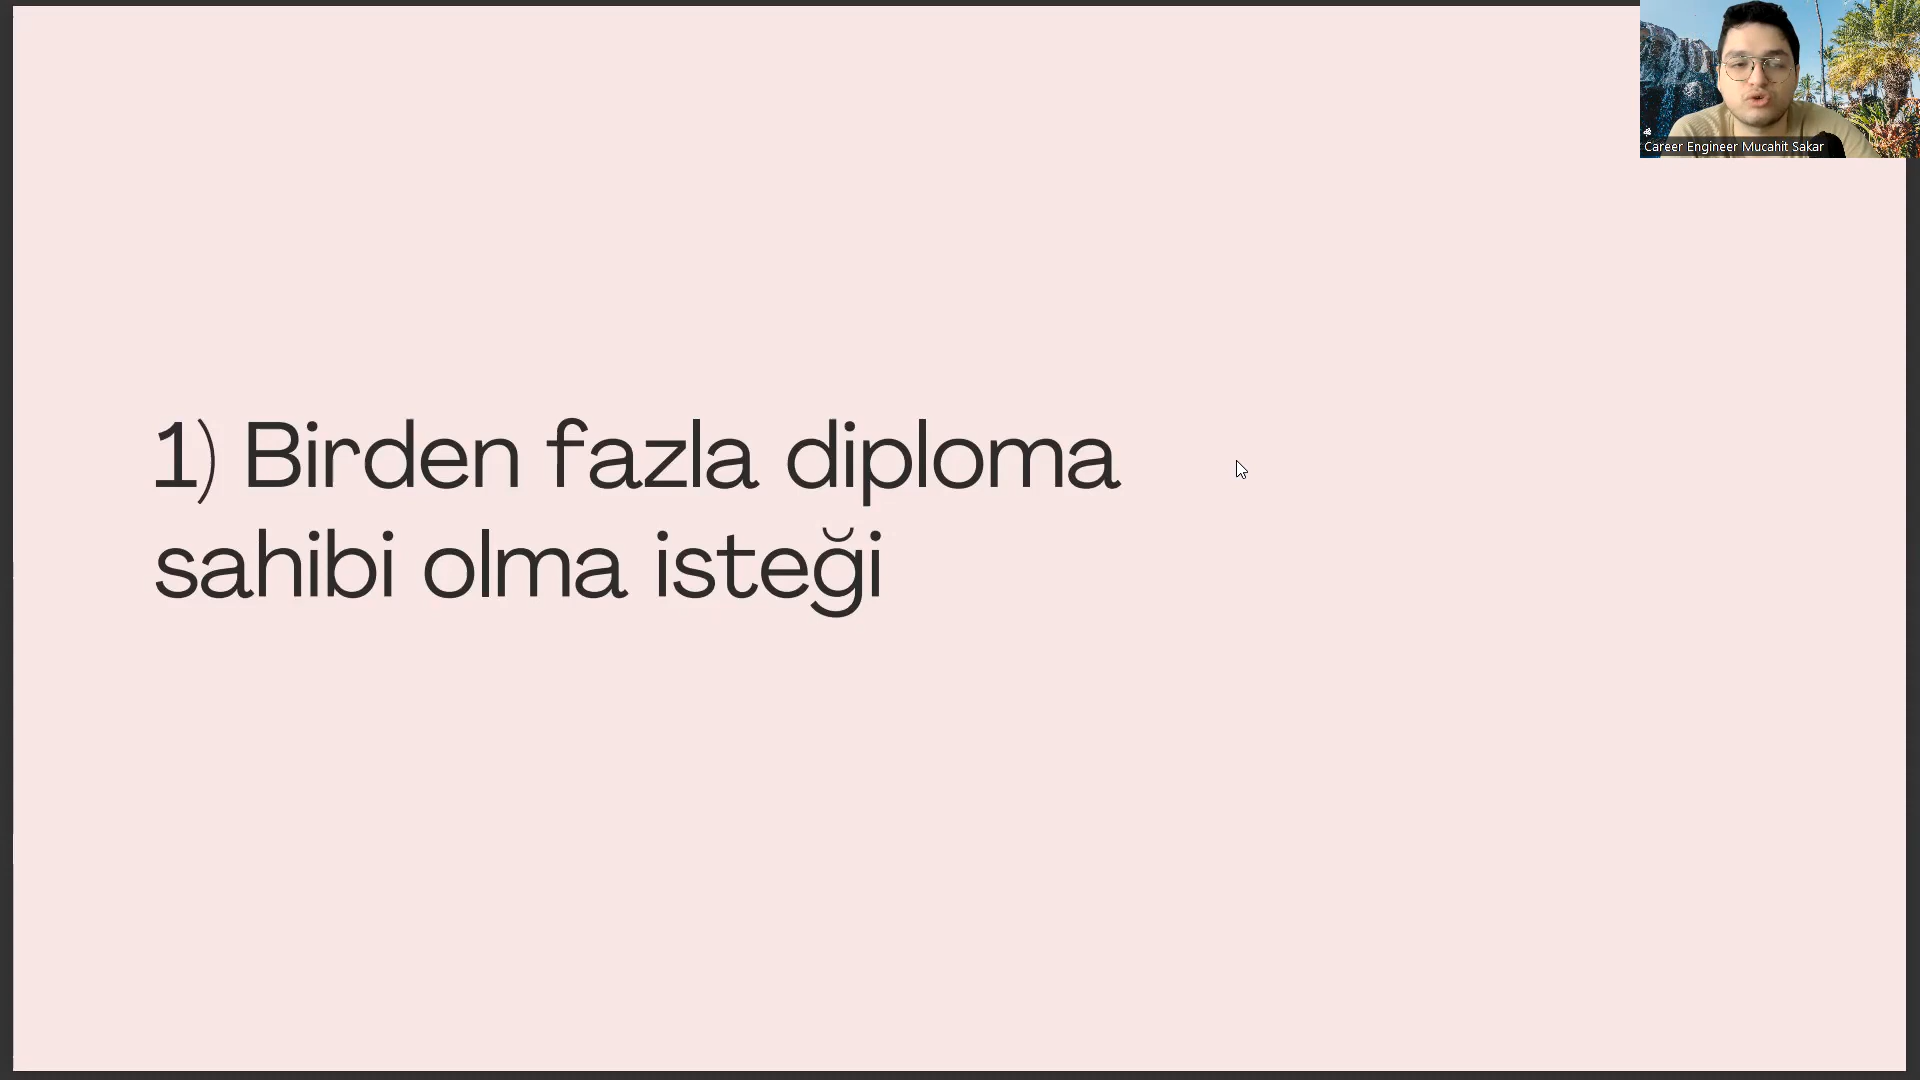 Career Engineer Mucahit Sakar
1) Birden fazla diploma
sahibi olma isteği